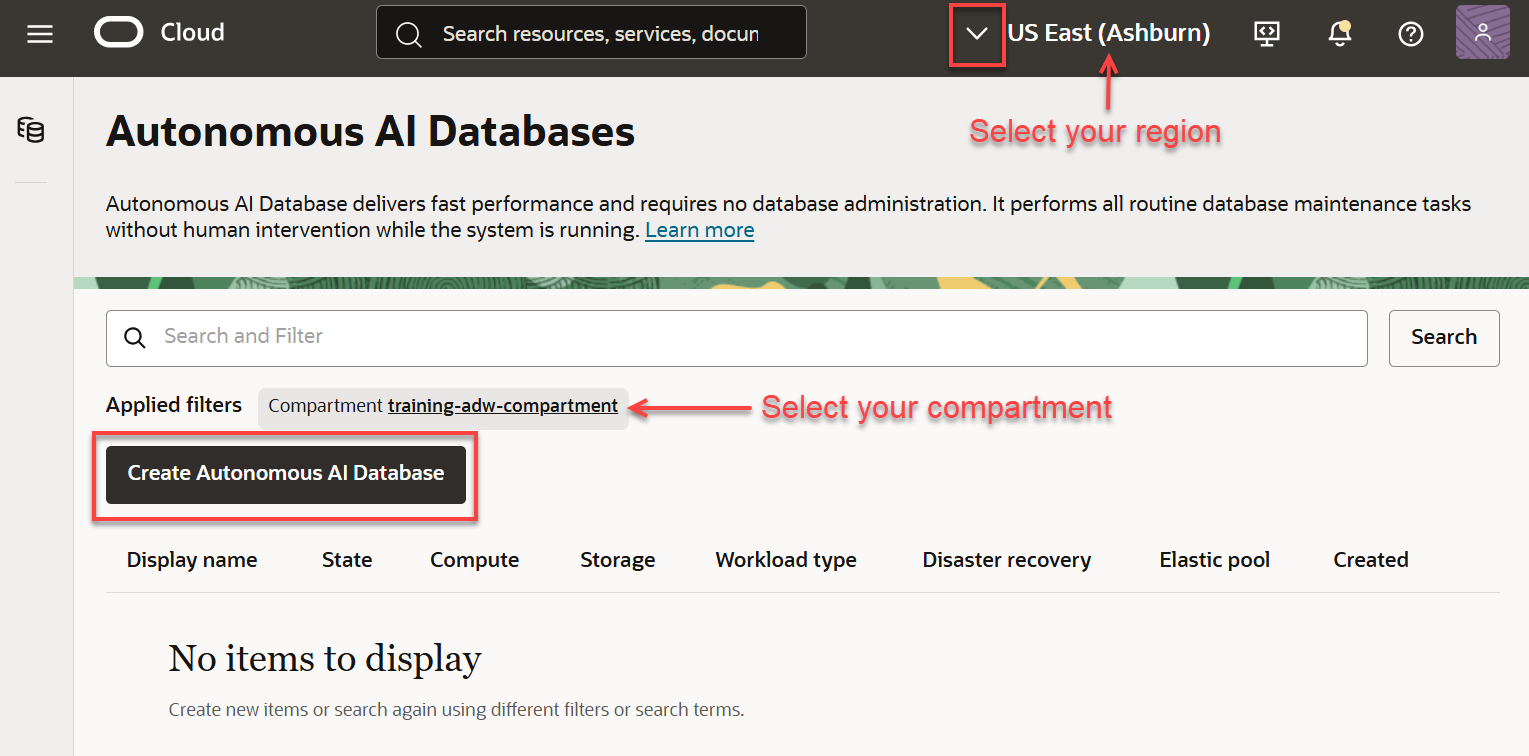 Cloud
Search resources, services, docun
US East (Ashburn)
Select your region
Autonomous AI Databases
Autonomous AI Database delivers fast performance and requires no database administration. It performs all routine database maintenance tasks
without human intervention while the system is running. Learn more
Search and Filter
Search
Applied filters
Compartment training-adw-compartment
Select your compartment
Create Autonomous AI Database
Display name State Compute Storage Workload type Disaster recovery Elastic pool Created
No items to display
Create new items or search again using different filters or search terms.